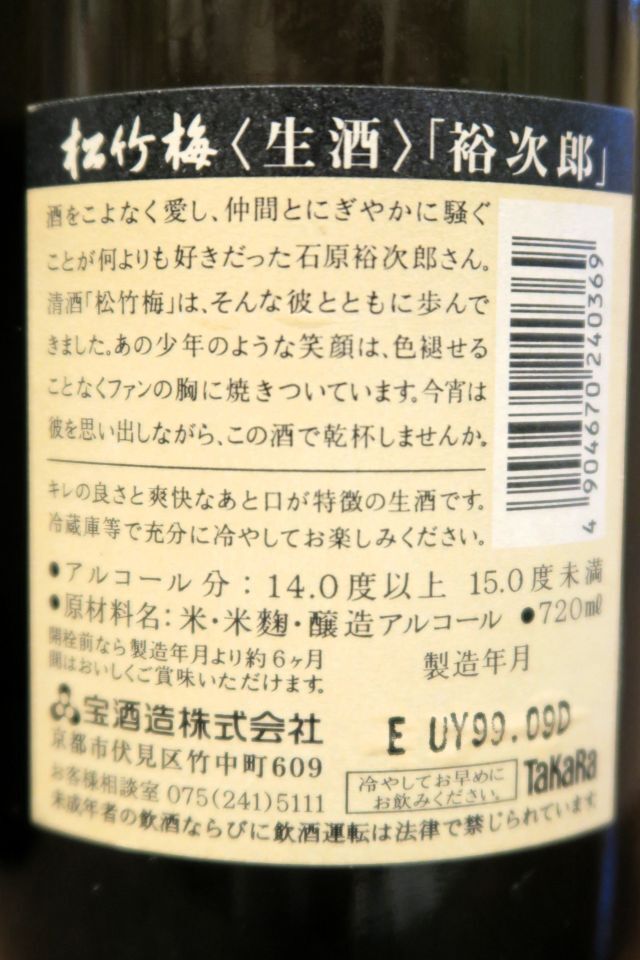 松竹梅〈生酒〉「裕次郎」
酒をこよなく愛し、仲間とにぎやかに騒ぐ
ことが何よりも好きだった石原裕次郎さん。
清酒「松竹梅」は、そんな彼とともに歩んで
きました。あの少年のような笑顔は、色褪せる
ことなくファンの胸に焼きついています。今宵は
彼を思い出しながら、この酒で乾杯しませんか。
4 904670 240369
キレの良さと爽快なあと口が特徴の生酒です。
冷蔵庫等で充分に冷やしてお楽しみください。
●アルコール分：14.0度以上 15.0度未満
●原材料名：米・米麹・醸造アルコール ●720ml
開栓前なら製造年月より約6ヶ月
間はおいしくご賞味いただけます。
製造年月
宝酒造株式会社
E UY99.09D
京都市伏見区竹中町609
冷やしてお早めに
お飲みください。
TaKaRa
お客様相談室 075(241)5111
未成年者の飲酒ならびに飲酒運転は法律で禁じられています。